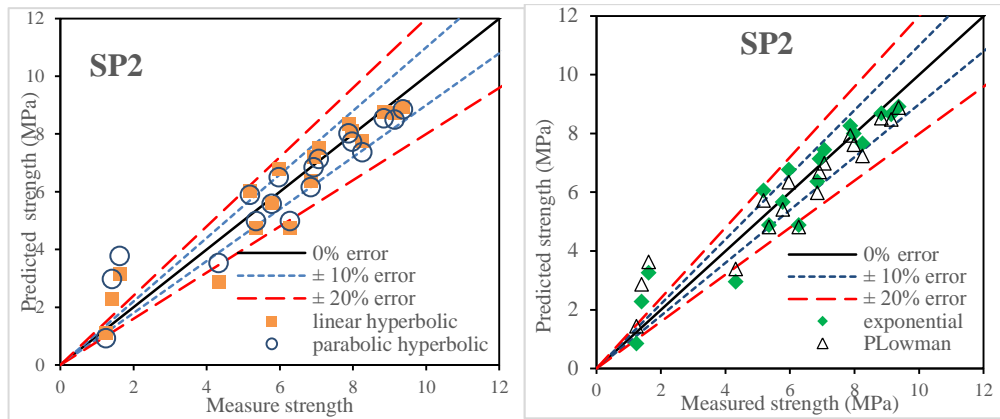 SP2
Predicted strength (MPa)
12
10
8
6
4
2
0
0% error
± 10% error
± 20% error
linear hyperbolic
parabolic hyperbolic
0 2 4 6 8 10 12
Measure strength
SP2
Predicted strength (MPa)
12
10
8
6
4
2
0
0% error
± 10% error
± 20% error
exponential
PLowman
0 2 4 6 8 10 12
Measured strength (MPa)